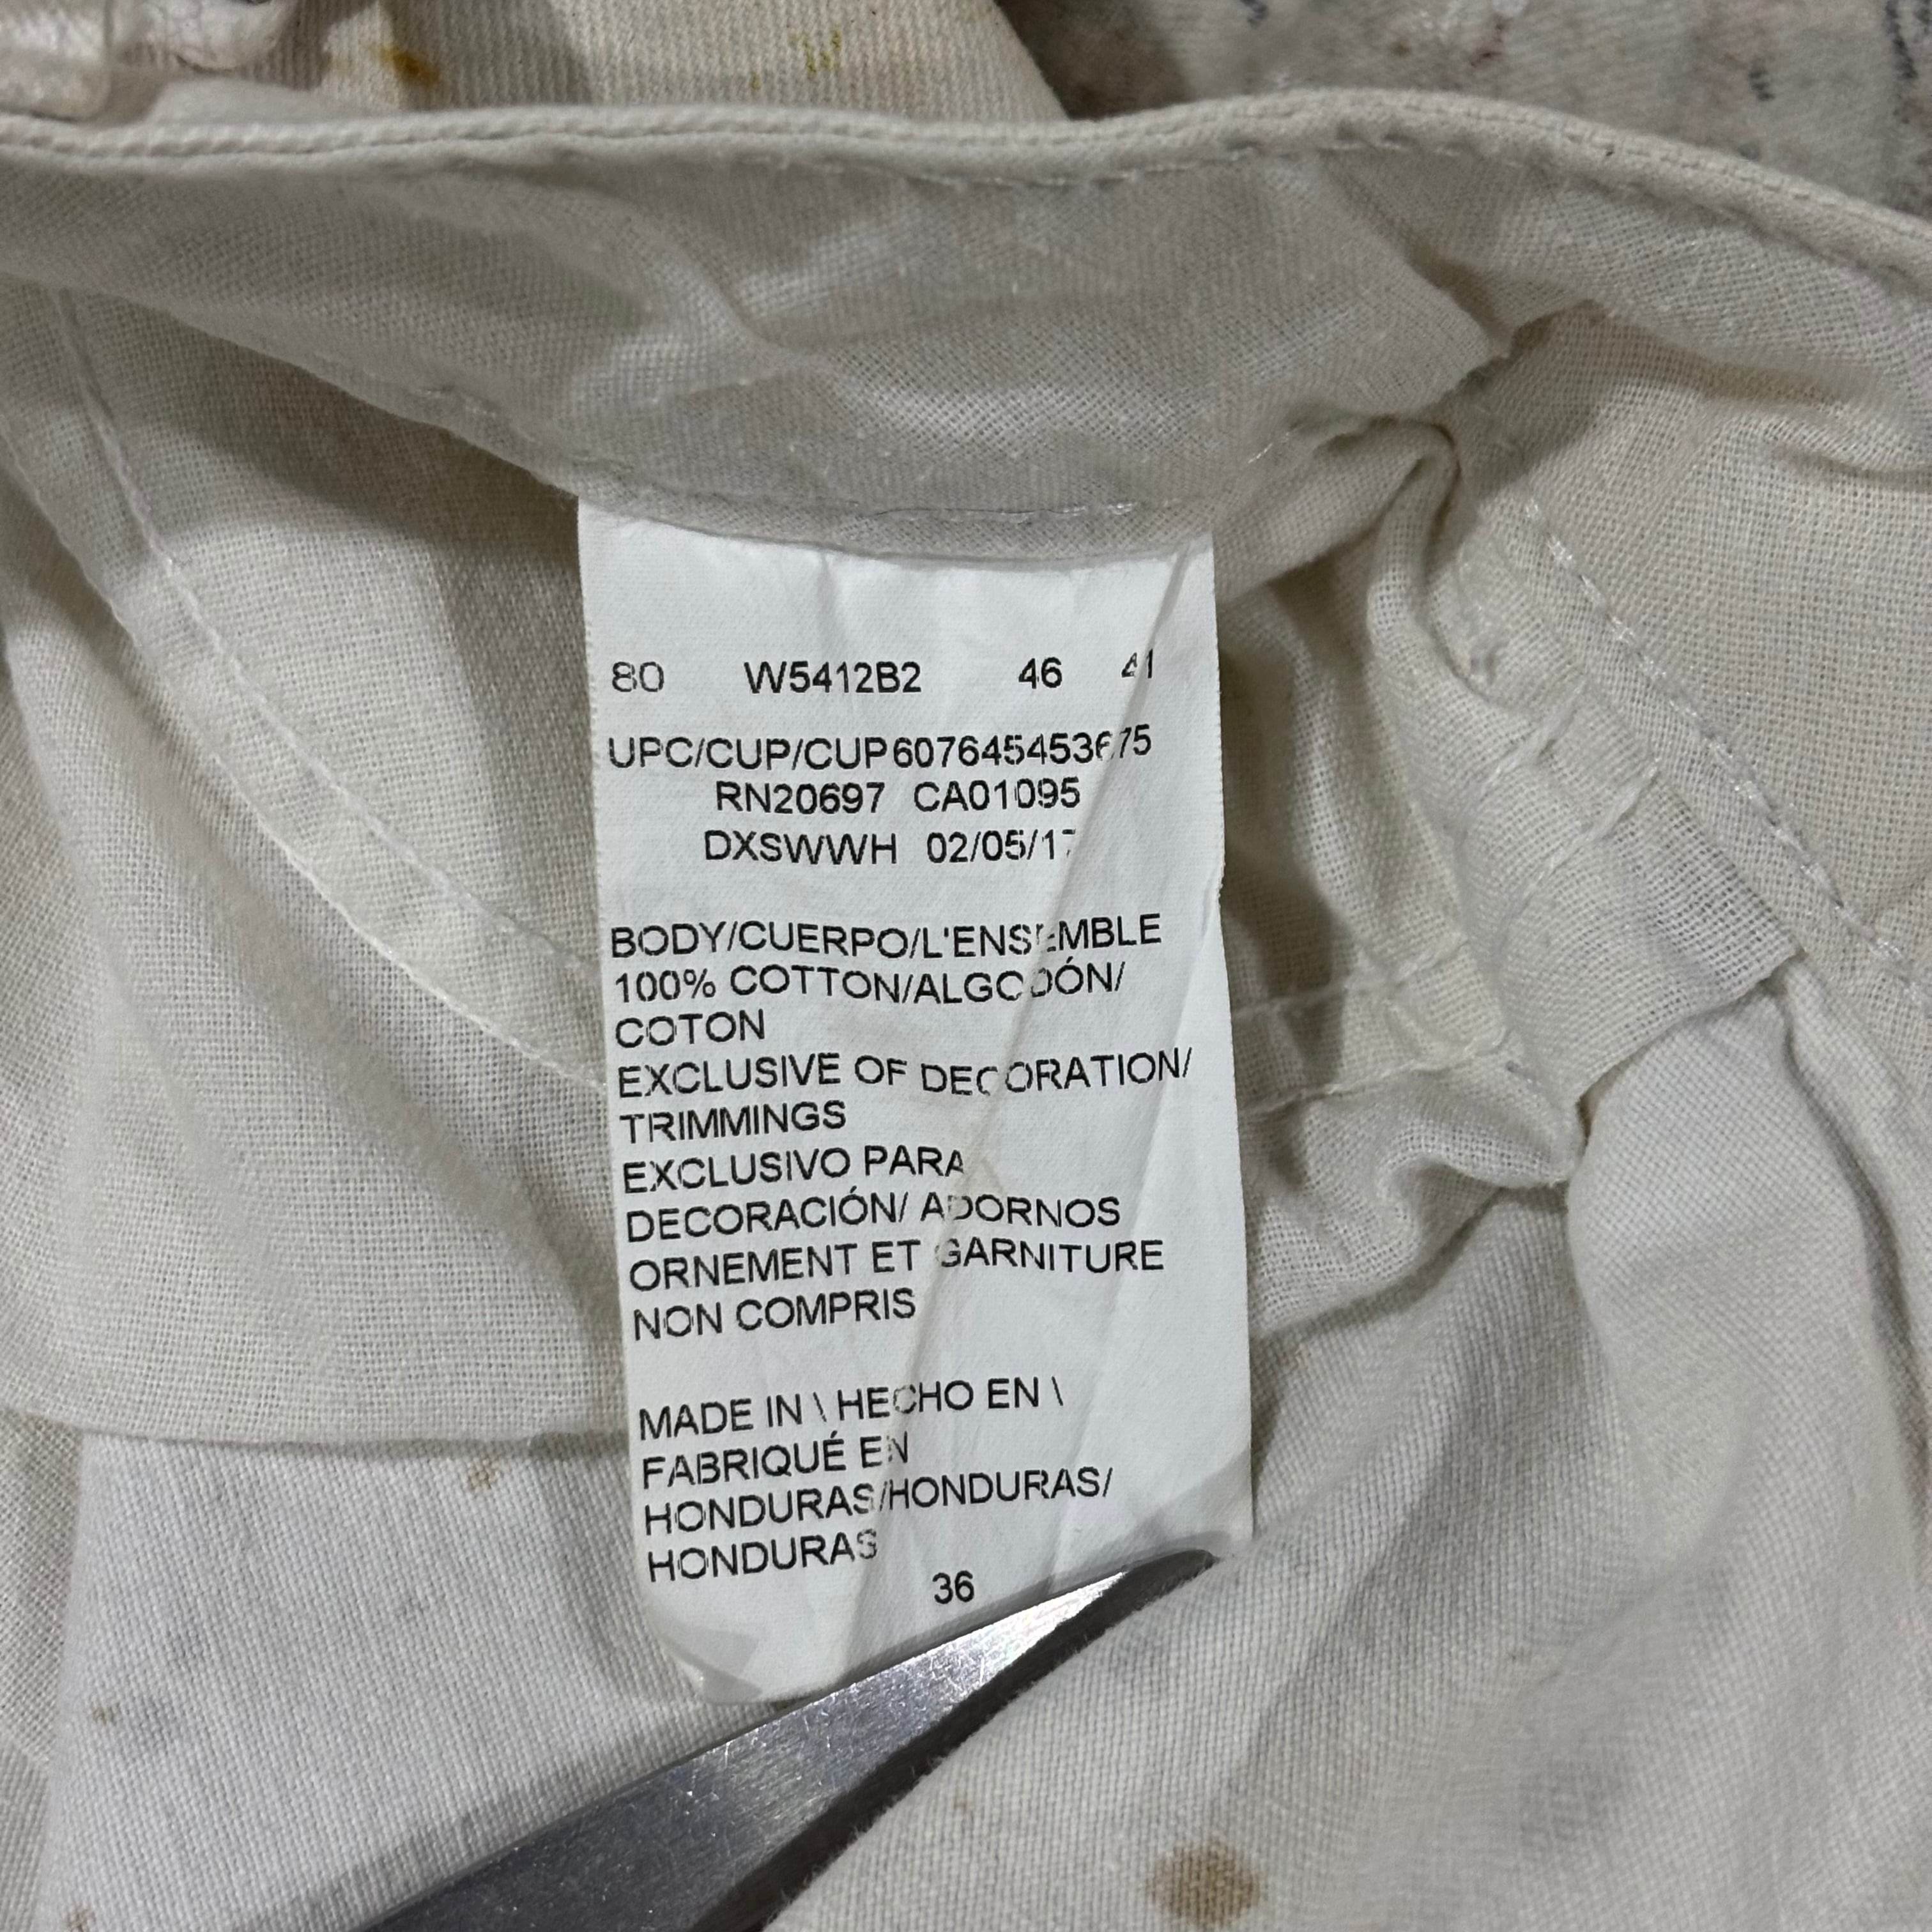 80 W5412B2 46 41
UPC/CUP/CUP607645453675
RN20697 CA01095
DXSWWH 02/05/17
BODY/CUERPO/L'ENSEMBLE
100% COTTON/ALGODÓN/
COTON
EXCLUSIVE OF DECORATION/
TRIMMINGS
EXCLUSIVO PARA
DECORACIÓN/ ADORNOS
ORNEMENT ET GARNITURE
NON COMPRIS
MADE IN \ HECHO EN \
FABRIQUÉ EN
HONDURAS/HONDURAS/
HONDURAS
36